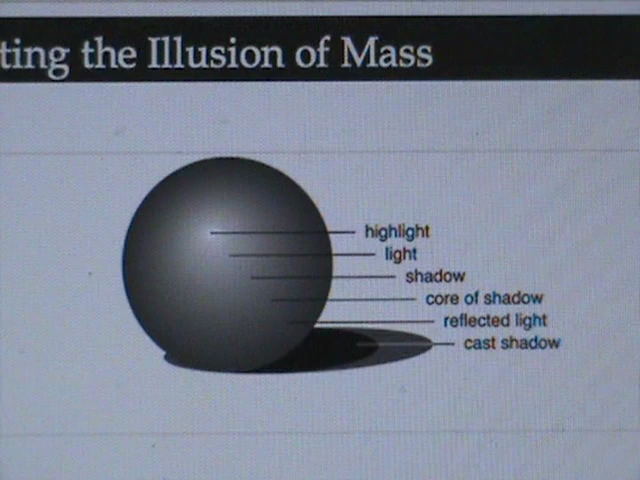 ting the Illusion of Mass
highlight
light
shadow
core of shadow
reflected light
cast shadow